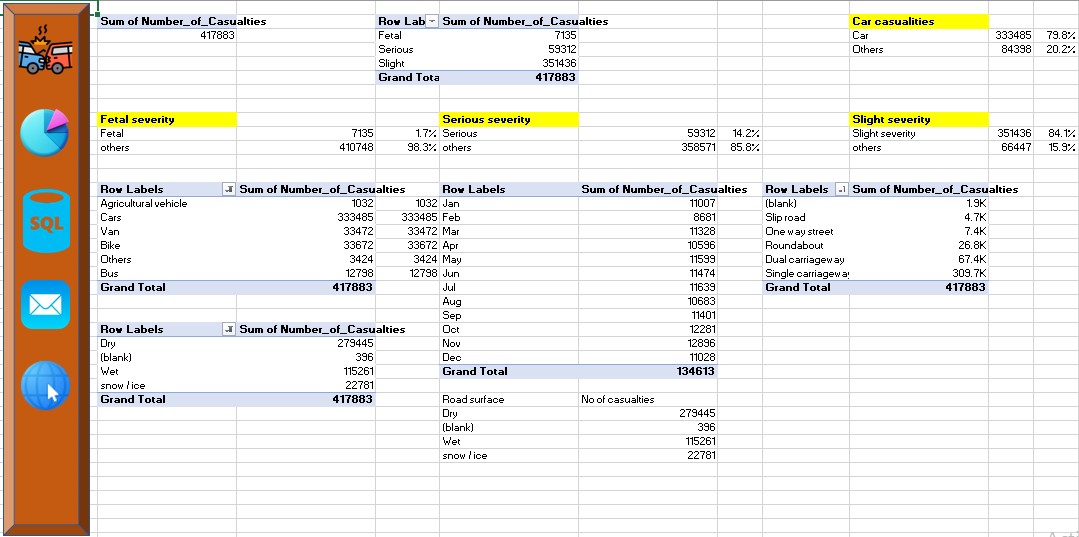 Sum of Number_of_Casualties Row Lab Sum of Number_of_Casualties Car casualities
417883 Fetal 7135 Car 333485 79.8%
Serious 59312 Others 84398 20.2%
Slight 351436
Grand Tota 417883
Fetal severity Serious severity Slight severity
Fetal 7135 1.7% Serious 59312 14.2% Slight severity 351436 84.1%
others 410748 98.3% others 358571 85.8% others 66447 15.9%
Row Labels Sum of Number_of_Casualties Row Labels Sum of Number_of_Casualties Row Labels Sum of Number_of_Casualties
Agricultural vehicle 1032 1032 Jan 11007 (blank) 1.9K
Cars 333485 333485 Feb 8681 Slip road 4.7K
SQL
Van 33472 33472 Mar 11328 One way street 7.4K
Bike 33672 33672 Apr 10596 Roundabout 26.8K
Others 3424 3424 May 11599 Dual carriageway 67.4K
Bus 12798 12798 Jun 11474 Single carriageway 309.7K
Grand Total 417883 Jul 11639 Grand Total 417883
Aug 10683
Sep 11401
Row Labels Sum of Number_of_Casualties Oct 12281
Dry 279445 Nov 12896
(blank) 396 Dec 11028
Wet 115261 Grand Total 134613
snow / ice 22781
Grand Total 417883 Road surface No of casualties
Dry 279445
(blank) 396
Wet 115261
snow / ice 22781